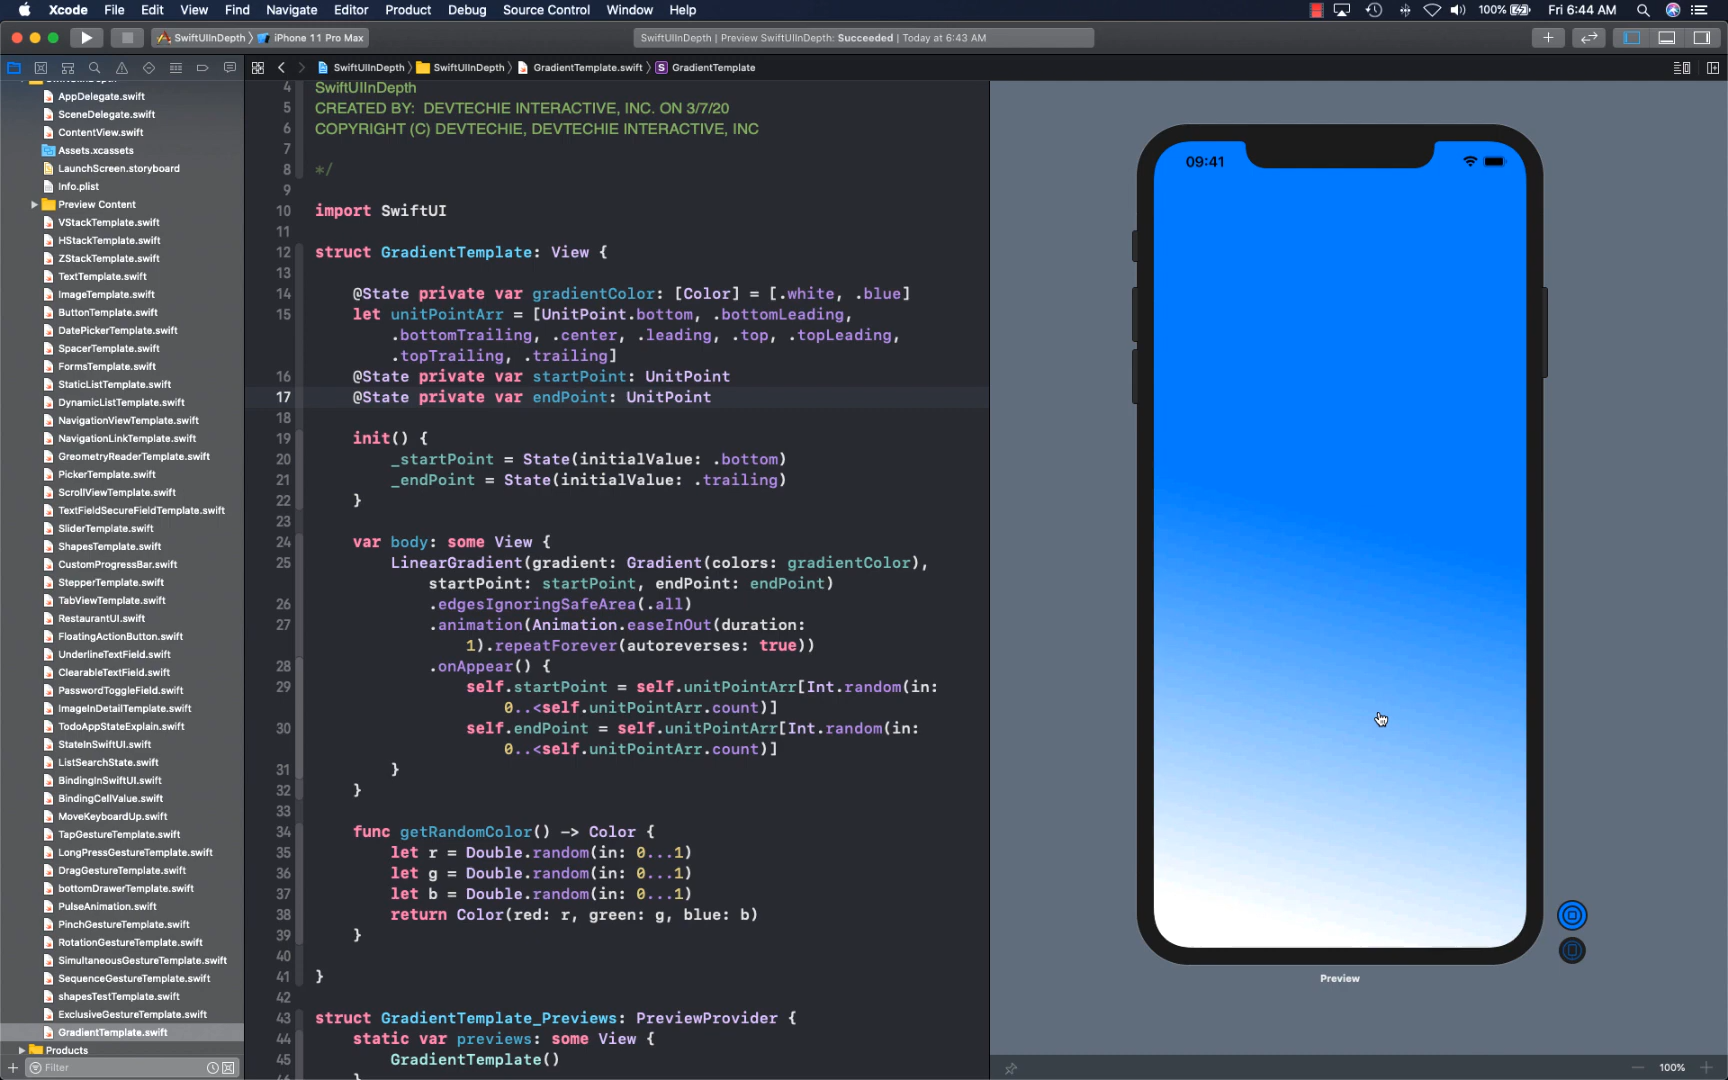 Xcode File Edit View Find Navigate Editor Product Debug Source Control Window Help 100% Fri 6:44 AM
SwiftUIInDepth iPhone 11 Pro Max SwiftUIInDepth | Preview SwiftUIInDepth: Succeeded | Today at 6:43 AM
SwiftUIInDepth SwiftUIInDepth GradientTemplate.swift GradientTemplate
AppDelegate.swift
SceneDelegate.swift
ContentView.swift
Assets.xcassets
LaunchScreen.storyboard
Info.plist
Preview Content
VStackTemplate.swift
HStackTemplate.swift
ZStackTemplate.swift
TextTemplate.swift
ImageTemplate.swift
ButtonTemplate.swift
DatePickerTemplate.swift
SpacerTemplate.swift
FormsTemplate.swift
StaticListTemplate.swift
DynamicListTemplate.swift
NavigationViewTemplate.swift
NavigationLinkTemplate.swift
GreometryReaderTemplate.swift
PickerTemplate.swift
ScrollViewTemplate.swift
TextFieldSecureFieldTemplate.swift
SliderTemplate.swift
ShapesTemplate.swift
CustomProgressBar.swift
StepperTemplate.swift
TabViewTemplate.swift
RestaurantUI.swift
FloatingActionButton.swift
UnderlineTextField.swift
ClearableTextField.swift
PasswordToggleField.swift
ImageInDetailTemplate.swift
TodoAppStateExplain.swift
StateInSwiftUI.swift
ListSearchState.swift
BindingInSwiftUI.swift
BindingCellValue.swift
MoveKeyboardUp.swift
TapGestureTemplate.swift
LongPressGestureTemplate.swift
DragGestureTemplate.swift
bottomDrawerTemplate.swift
PulseAnimation.swift
PinchGestureTemplate.swift
RotationGestureTemplate.swift
SimultaneousGestureTemplate.swift
SequenceGestureTemplate.swift
shapesTestTemplate.swift
ExclusiveGestureTemplate.swift
GradientTemplate.swift
Products
Filter
4 SwiftUIInDepth
5 CREATED BY: DEVTECHIE INTERACTIVE, INC. ON 3/7/20
6 COPYRIGHT (C) DEVTECHIE, DEVTECHIE INTERACTIVE, INC
7
8 */
9
10 import SwiftUI
11
12 struct GradientTemplate: View {
13
14 @State private var gradientColor: [Color] = [.white, .blue]
15 let unitPointArr = [UnitPoint.bottom, .bottomLeading,
.bottomTrailing, .center, .leading, .top, .topLeading,
.topTrailing, .trailing]
16 @State private var startPoint: UnitPoint
17 @State private var endPoint: UnitPoint
18
19 init() {
20 _startPoint = State(initialValue: .bottom)
21 _endPoint = State(initialValue: .trailing)
22 }
23
24 var body: some View {
25 LinearGradient(gradient: Gradient(colors: gradientColor),
startPoint: startPoint, endPoint: endPoint)
26 .edgesIgnoringSafeArea(.all)
27 .animation(Animation.easeInOut(duration:
1).repeatForever(autoreverses: true))
28 .onAppear() {
29 self.startPoint = self.unitPointArr[Int.random(in:
0..<self.unitPointArr.count)]
30 self.endPoint = self.unitPointArr[Int.random(in:
0..<self.unitPointArr.count)]
31 }
32 }
33
34 func getRandomColor() -> Color {
35 let r = Double.random(in: 0...1)
36 let g = Double.random(in: 0...1)
37 let b = Double.random(in: 0...1)
38 return Color(red: r, green: g, blue: b)
39 }
40
41 }
42
43 struct GradientTemplate_Previews: PreviewProvider {
44 static var previews: some View {
45 GradientTemplate()
09:41
Preview
100%